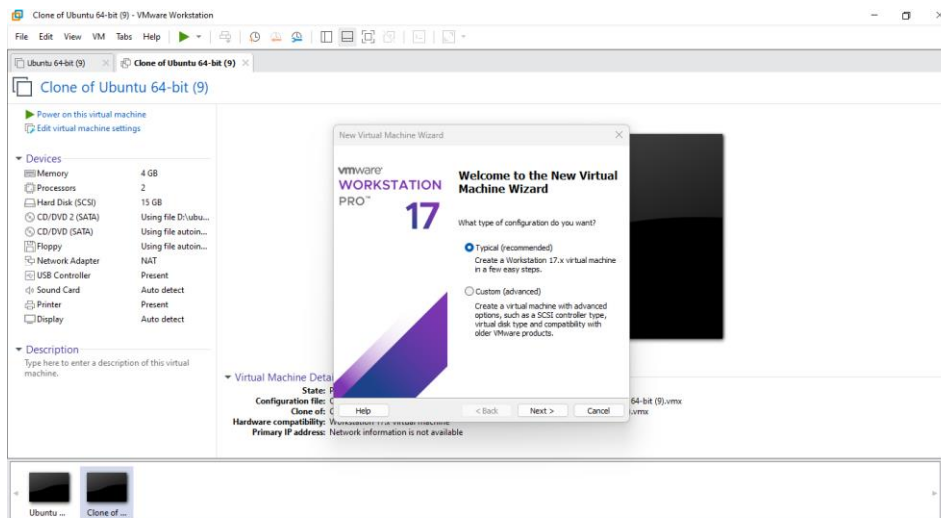 Clone of Ubuntu 64-bit (9) - VMware Workstation
File Edit View VM Tabs Help
Ubuntu 64-bit (9)
Clone of Ubuntu 64-bit (9)
Clone of Ubuntu 64-bit (9)
Power on this virtual machine
Edit virtual machine settings
Devices
Memory 4 GB
Processors 2
Hard Disk (SCSI) 15 GB
CD/DVD 2 (SATA) Using file D:\ubu...
CD/DVD (SATA) Using file autoin...
Floppy Using file autoin...
Network Adapter NAT
USB Controller Present
Sound Card Auto detect
Printer Present
Display Auto detect
Description
Type here to enter a description of this virtual
machine.
New Virtual Machine Wizard
vmware
WORKSTATION
PRO™
17
Welcome to the New Virtual
Machine Wizard
What type of configuration do you want?
Typical (recommended)
Create a Workstation 17.x virtual machine
in a few easy steps.
Custom (advanced)
Create a virtual machine with advanced
options, such as a SCSI controller type,
virtual disk type and compatibility with
older VMware products.
Help < Back Next > Cancel
Virtual Machine Detai
State: P
Configuration file: C 64-bit (9).vmx
Clone of: C .vmx
Hardware compatibility: Workstation 17.x virtual machine
Primary IP address: Network information is not available
Ubuntu ...
Clone of ...